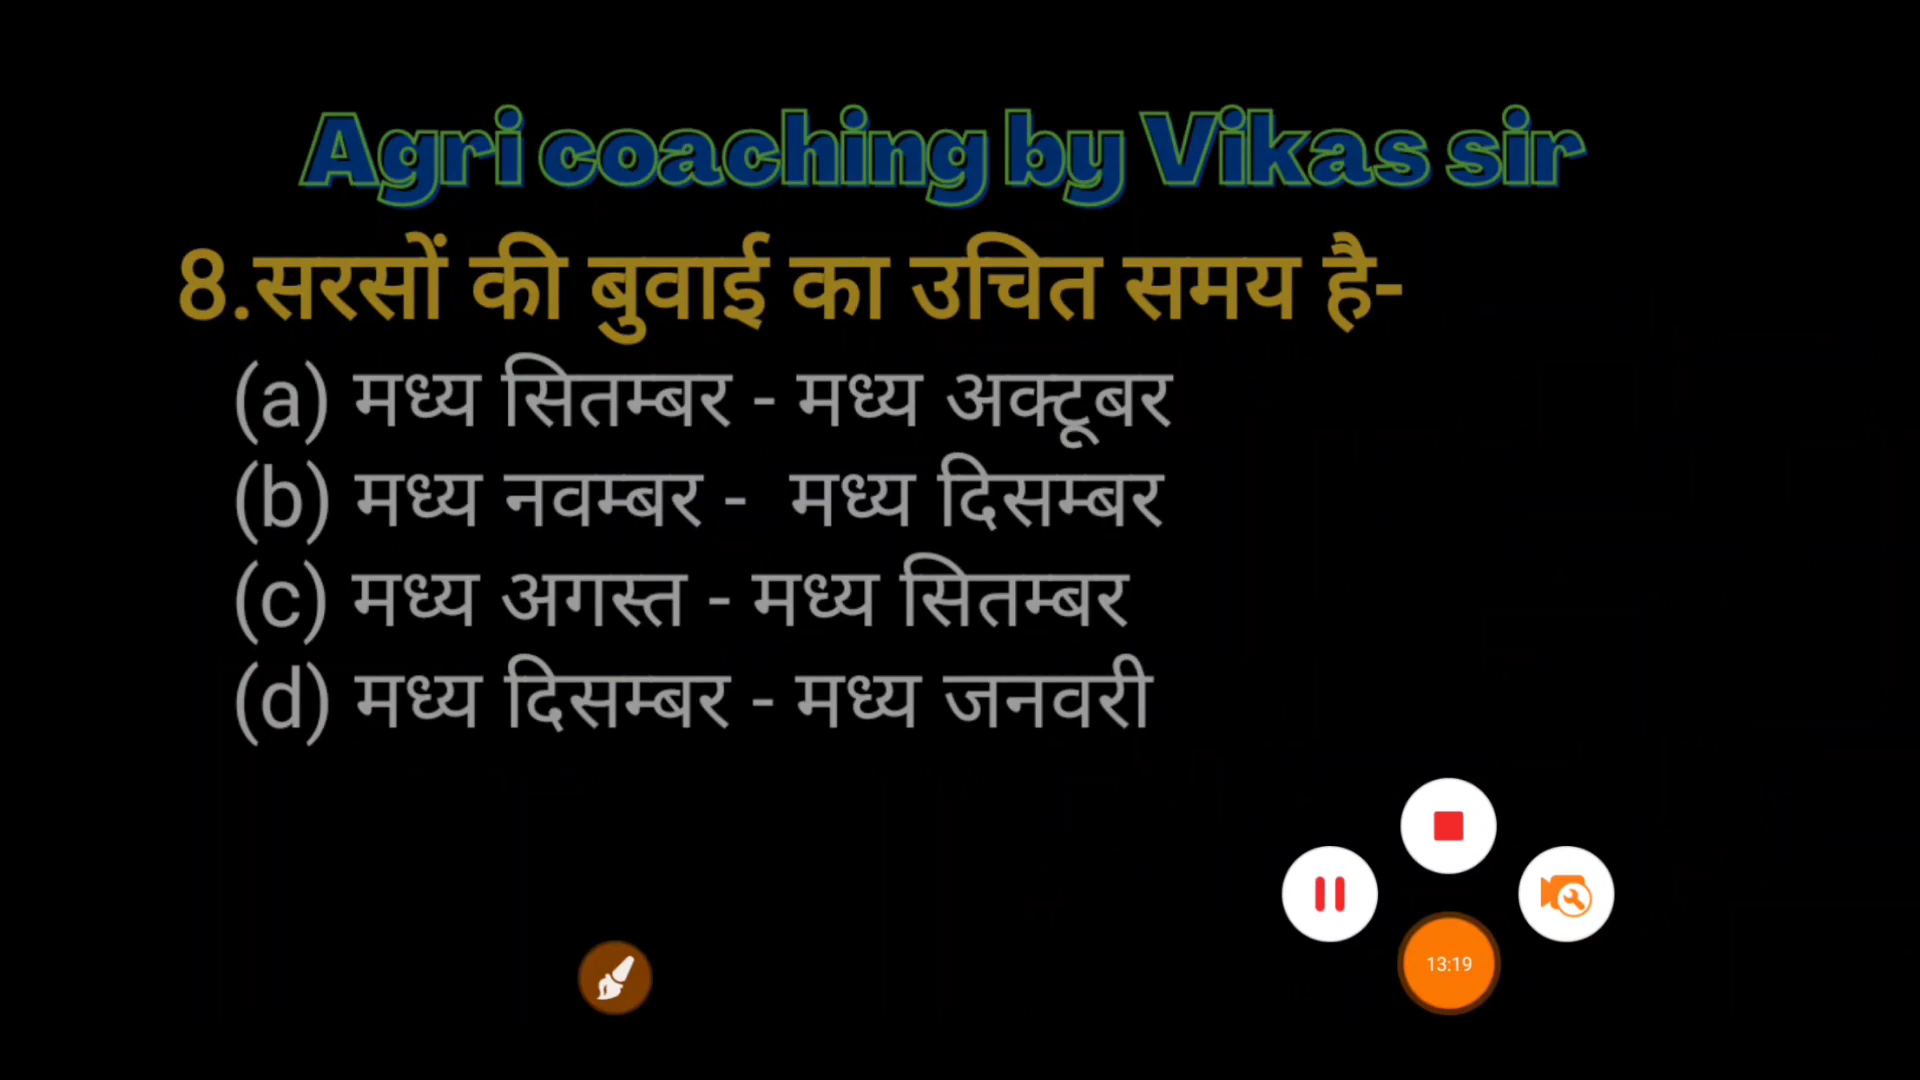 Agri coaching by Vikas sir
8.सरसों की बुवाई का उचित समय है-
(a) मध्य सितम्बर - मध्य अक्टूबर
(b) मध्य नवम्बर - मध्य दिसम्बर
(c) मध्य अगस्त - मध्य सितम्बर
(d) मध्य दिसम्बर - मध्य जनवरी
13:19